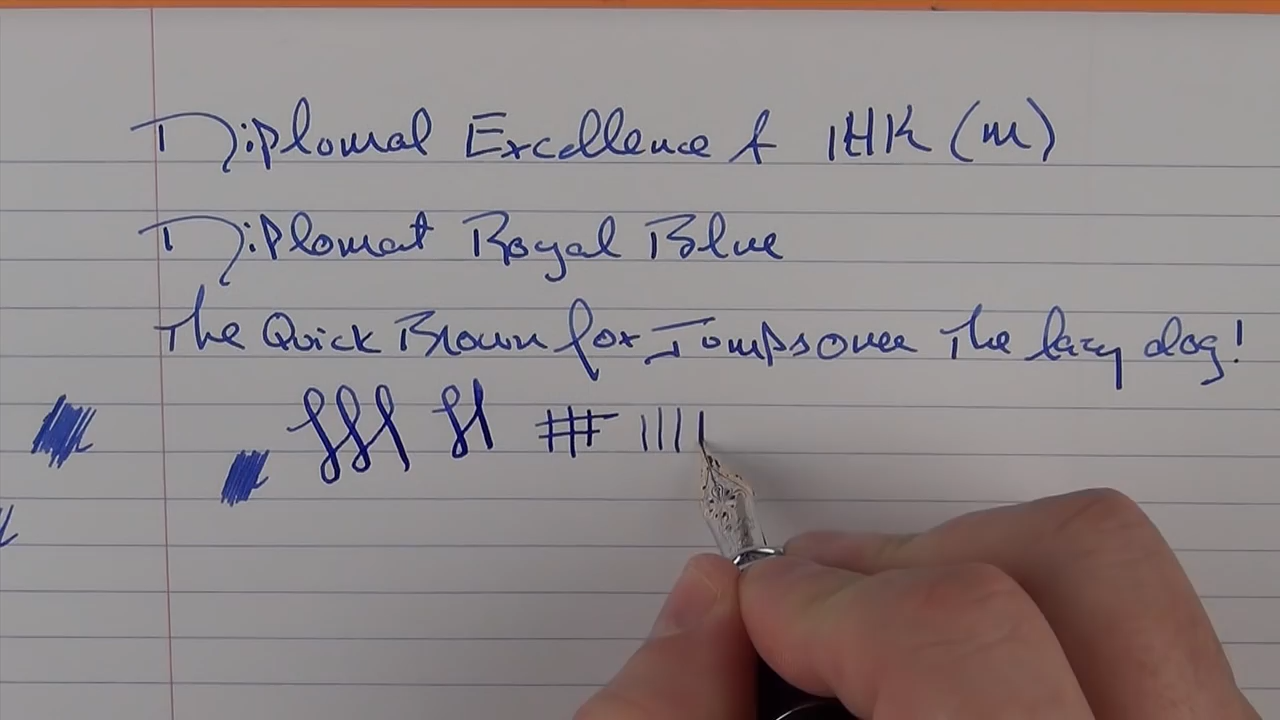 Diplomat Excellence A 14K (M)
Diplomat Royal Blue
The Quick Brown fox Jumps over The lazy dog!